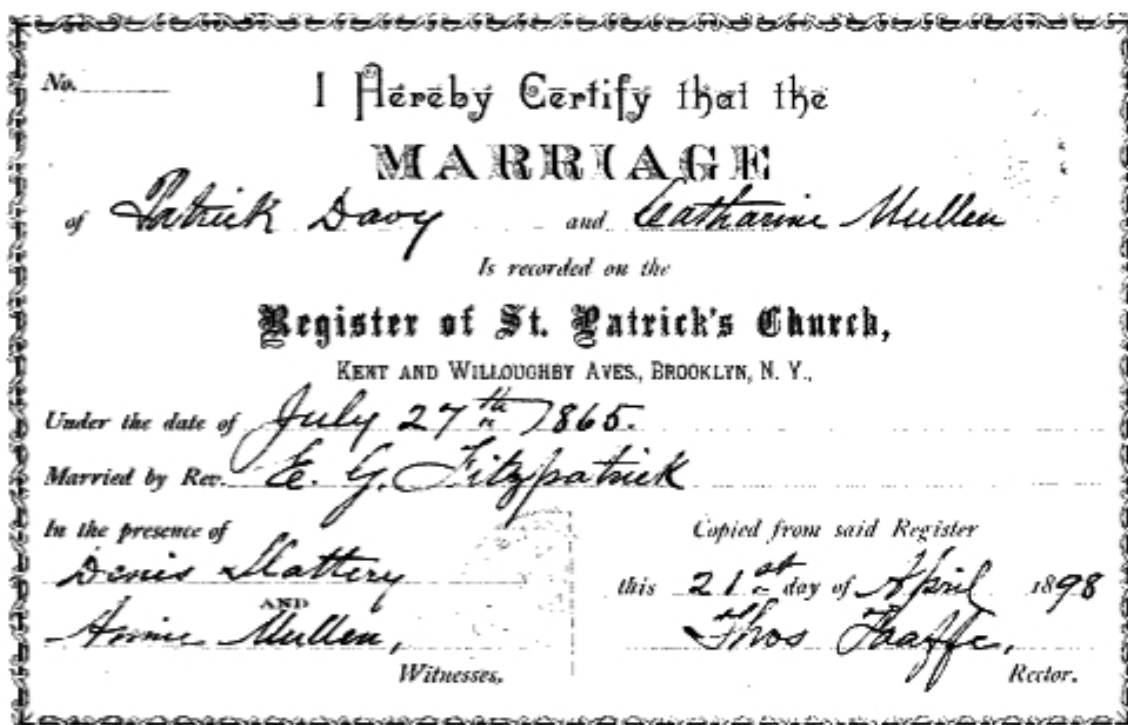 No.
I Hereby Certify that the
MARRIAGE
of Patrick Davy and Catharine Mullen
Is recorded on the
Register of St. Patrick's Church,
KENT AND WILLOUGHBY AVES., BROOKLYN, N. Y.,
Under the date of July 27th 1865.
Married by Rev. E. G. Fitzpatrick
In the presence of
Denis Slattery
AND
Annie Mullen,
Witnesses.
Copied from said Register
this 21st day of April 1898
Thos Taaffe,
Rector.